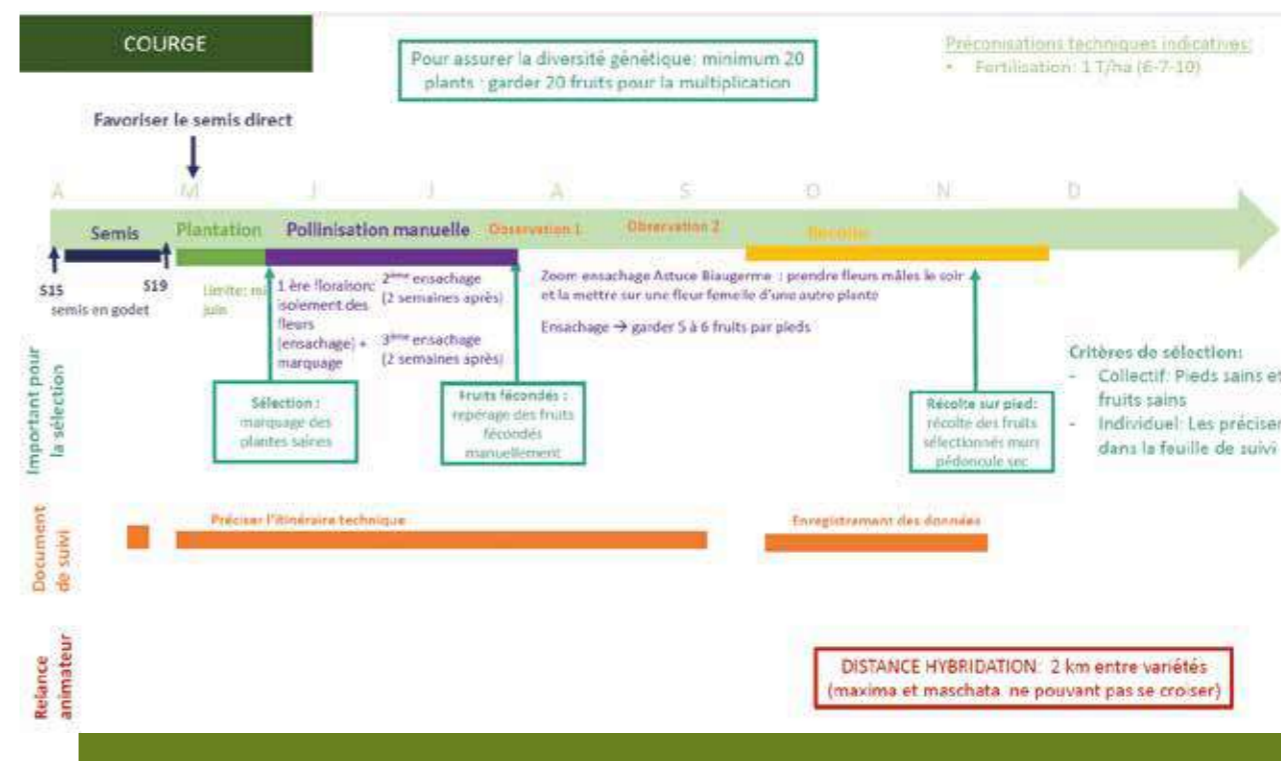 COURGE
Pour assurer la diversité génétique: minimum 20
plants : garder 20 fruits pour la multiplication
Préconisations techniques indicatives:
• Fertilisation: 1 T/ha (6-7-10)
Favoriser le semis direct
A M J J A S O N D
Semis
Plantation
Pollinisation manuelle
Observation 1
Observation 2
Récolte
S15
S19
semis en godet
Limite: mi
juin
1 ère floraison:
isolement des
fleurs
(ensachage) +
marquage
2ème ensachage
(2 semaines après)
3ème ensachage
(2 semaines après)
Zoom ensachage Astuce Biaugerme : prendre fleurs mâles le soir
et la mettre sur une fleur femelle d'une autre plante
Ensachage → garder 5 à 6 fruits par pieds
Important pour
la sélection
Sélection :
marquage des
plantes saines
Fruits fécondés :
repérage des fruits
fécondés
manuellement
Récolte sur pied:
récolte des fruits
sélectionnés murs
pédoncule sec
Critères de sélection:
- Collectif: Pieds sains et
fruits sains
- Individuel: Les préciser
dans la feuille de suivi
Document
de suivi
Préciser l'itinéraire technique
Enregistrement des données
Relance
animateur
DISTANCE HYBRIDATION: 2 km entre variétés
(maxima et maschata ne pouvant pas se croiser)